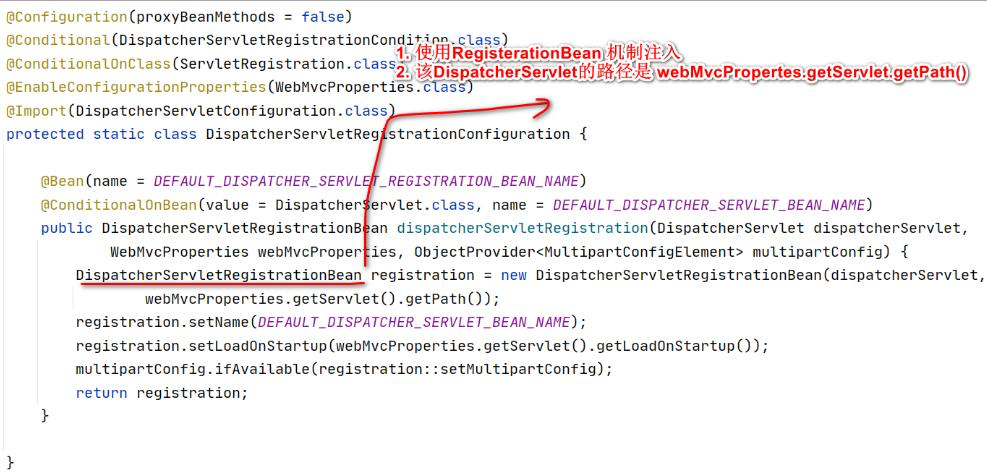 @Configuration(proxyBeanMethods = false)
@Conditional(DispatcherServletRegistrationCondition.class)
1. 使用RegisterationBean 机制注入
@ConditionalOnClass(ServletRegistration.class)
2. 该DispatcherServlet的路径是 webMvcPropertes.getServlet.getPath()
@EnableConfigurationProperties(WebMvcProperties.class)
@Import(DispatcherServletConfiguration.class)
protected static class DispatcherServletRegistrationConfiguration {
@Bean(name = DEFAULT_DISPATCHER_SERVLET_REGISTRATION_BEAN_NAME)
@ConditionalOnBean(value = DispatcherServlet.class, name = DEFAULT_DISPATCHER_SERVLET_BEAN_NAME)
public DispatcherServletRegistrationBean dispatcherServletRegistration(DispatcherServlet dispatcherServlet,
WebMvcProperties webMvcProperties, ObjectProvider<MultipartConfigElement> multipartConfig) {
DispatcherServletRegistrationBean registration = new DispatcherServletRegistrationBean(dispatcherServlet,
webMvcProperties.getServlet().getPath());
registration.setName(DEFAULT_DISPATCHER_SERVLET_BEAN_NAME);
registration.setLoadOnStartup(webMvcProperties.getServlet().getLoadOnStartup());
multipartConfig.ifAvailable(registration::setMultipartConfig);
return registration;
}
}